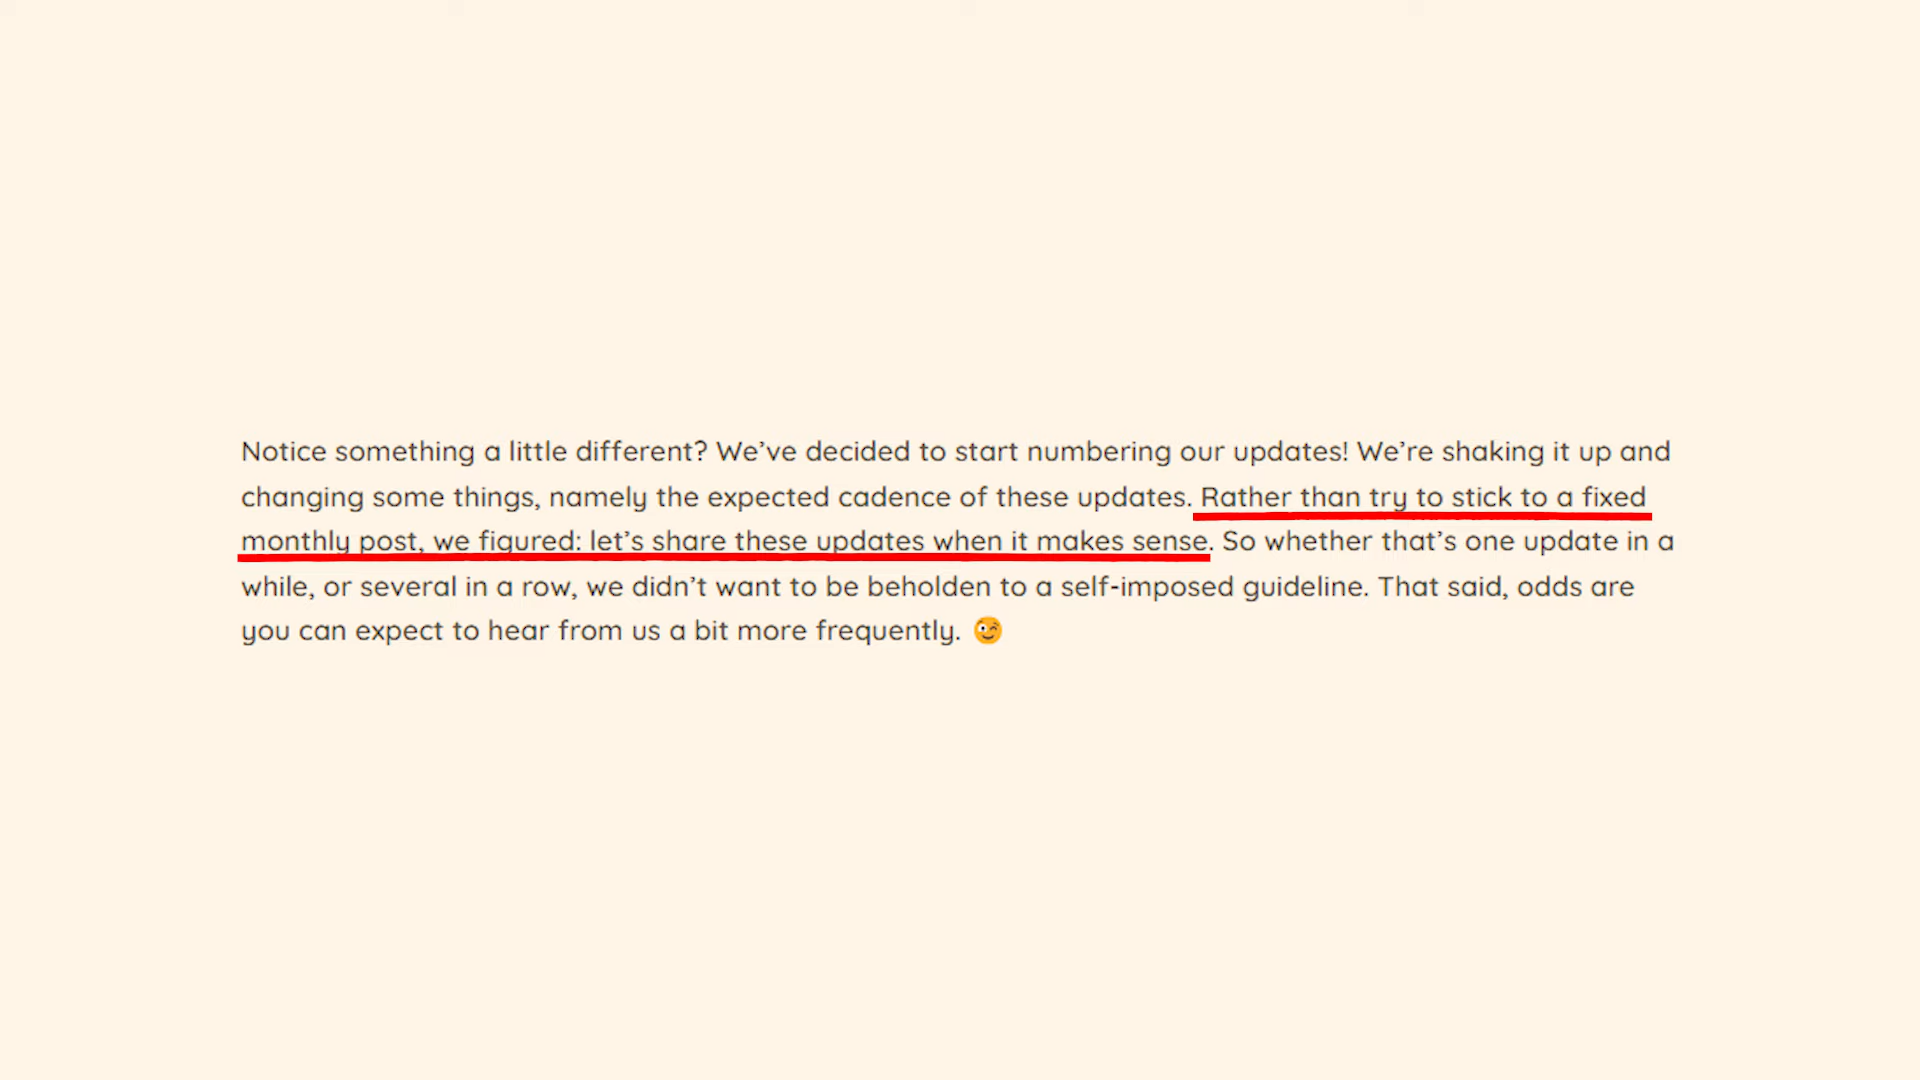 Notice something a little different? We’ve decided to start numbering our updates! We’re shaking it up and
changing some things, namely the expected cadence of these updates. Rather than try to stick to a fixed
monthly post, we figured: let’s share these updates when it makes sense. So whether that’s one update in a
while, or several in a row, we didn’t want to be beholden to a self-imposed guideline. That said, odds are
you can expect to hear from us a bit more frequently. 😉